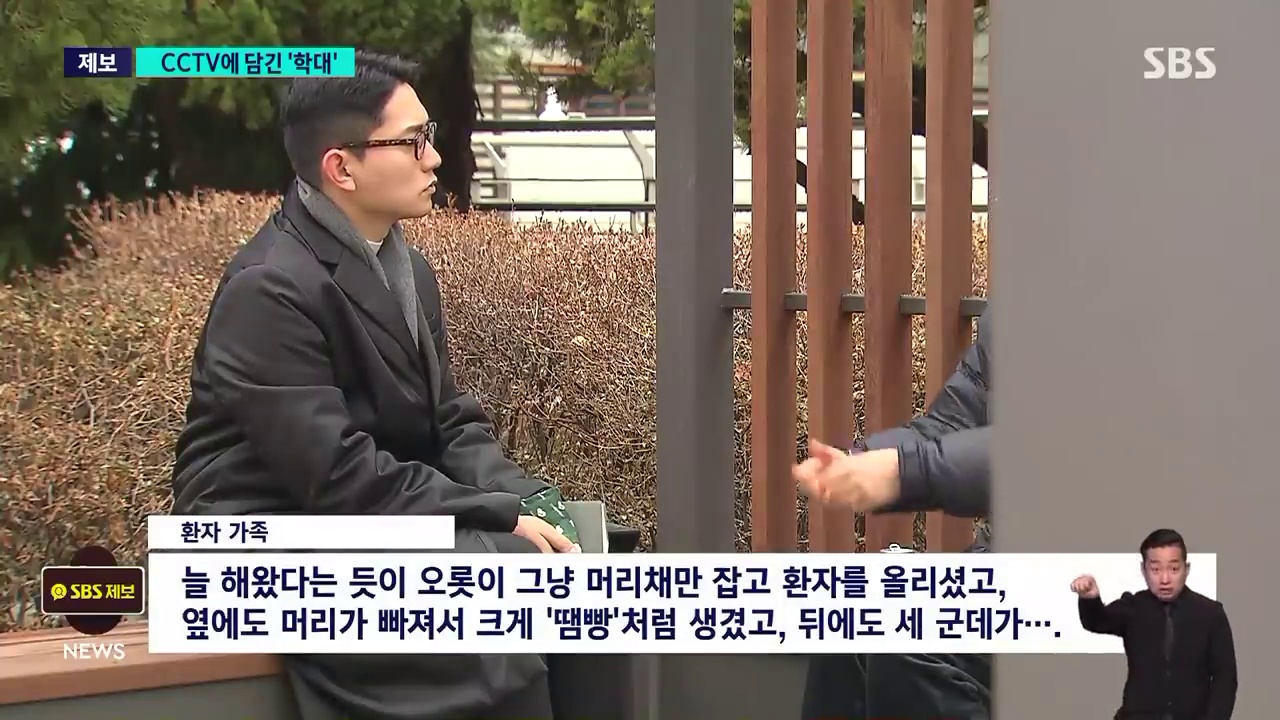 제보 CCTV에 담긴 '학대'
SBS
환자 가족
늘 해왔다는 듯이 오롯이 그냥 머리채만 잡고 환자를 올리셨고,
옆에도 머리가 빠져서 크게 '땜빵'처럼 생겼고, 뒤에도 세 군데가….
SBS 제보
NEWS